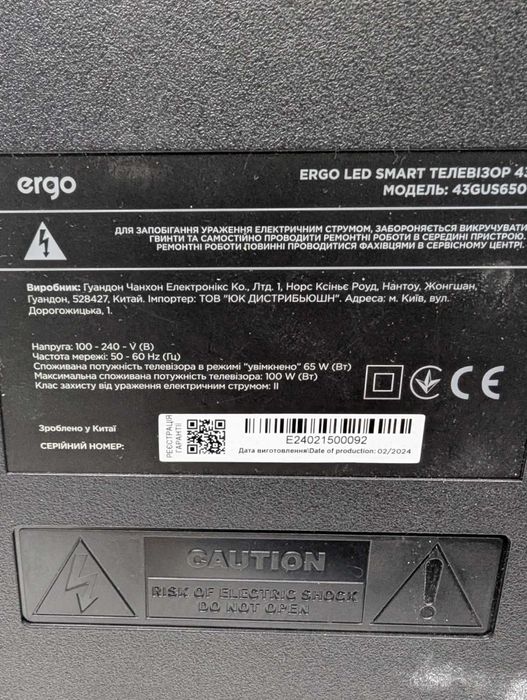 ergo
ERGO LED SMART ТЕЛЕВІЗОР 43
МОДЕЛЬ: 43GUS650
ДЛЯ ЗАПОБІГАННЯ УРАЖЕННЯ ЕЛЕКТРИЧНИМ СТРУМОМ, ЗАБОРОНЯЄТЬСЯ ВИКРУЧУВАТИ
ГВИНТИ ТА САМОСТІЙНО ПРОВОДИТИ РЕМОНТНІ РОБОТИ В СЕРЕДИНІ ПРИСТРОЮ.
РЕМОНТНІ РОБОТИ ПОВИННІ ПРОВОДИТИСЯ ФАХІВЦЯМИ В СЕРВІСНОМУ ЦЕНТРІ.
Виробник: Гуандон Чанхон Електронікс Ко., Лтд. 1, Норс Ксіньє Роуд, Нантоу, Жонгшан,
Гуандон, 528427, Китай. Імпортер: ТОВ "ЮК ДИСТРИБЬЮШН". Адреса: м. Київ, вул.
Дорогожицька, 1.
Напруга: 100 - 240 - V (В)
Частота мережі: 50 - 60 Hz (Гц)
Споживана потужність телевізора в режимі "увімкнено" 65 W (Вт)
Максимальна споживана потужність телевізора: 100 W (Вт)
Клас захисту від ураження електричним струмом: II
CE
Зроблено у Китаї
СЕРІЙНИЙ НОМЕР:
РЕЄСТРАЦІЯ
ГАРАНТІЇ
E24021500092
Дата виготовлення\Date of production: 02/2024
CAUTION
RISK OF ELECTRIC SHOCK
DO NOT OPEN